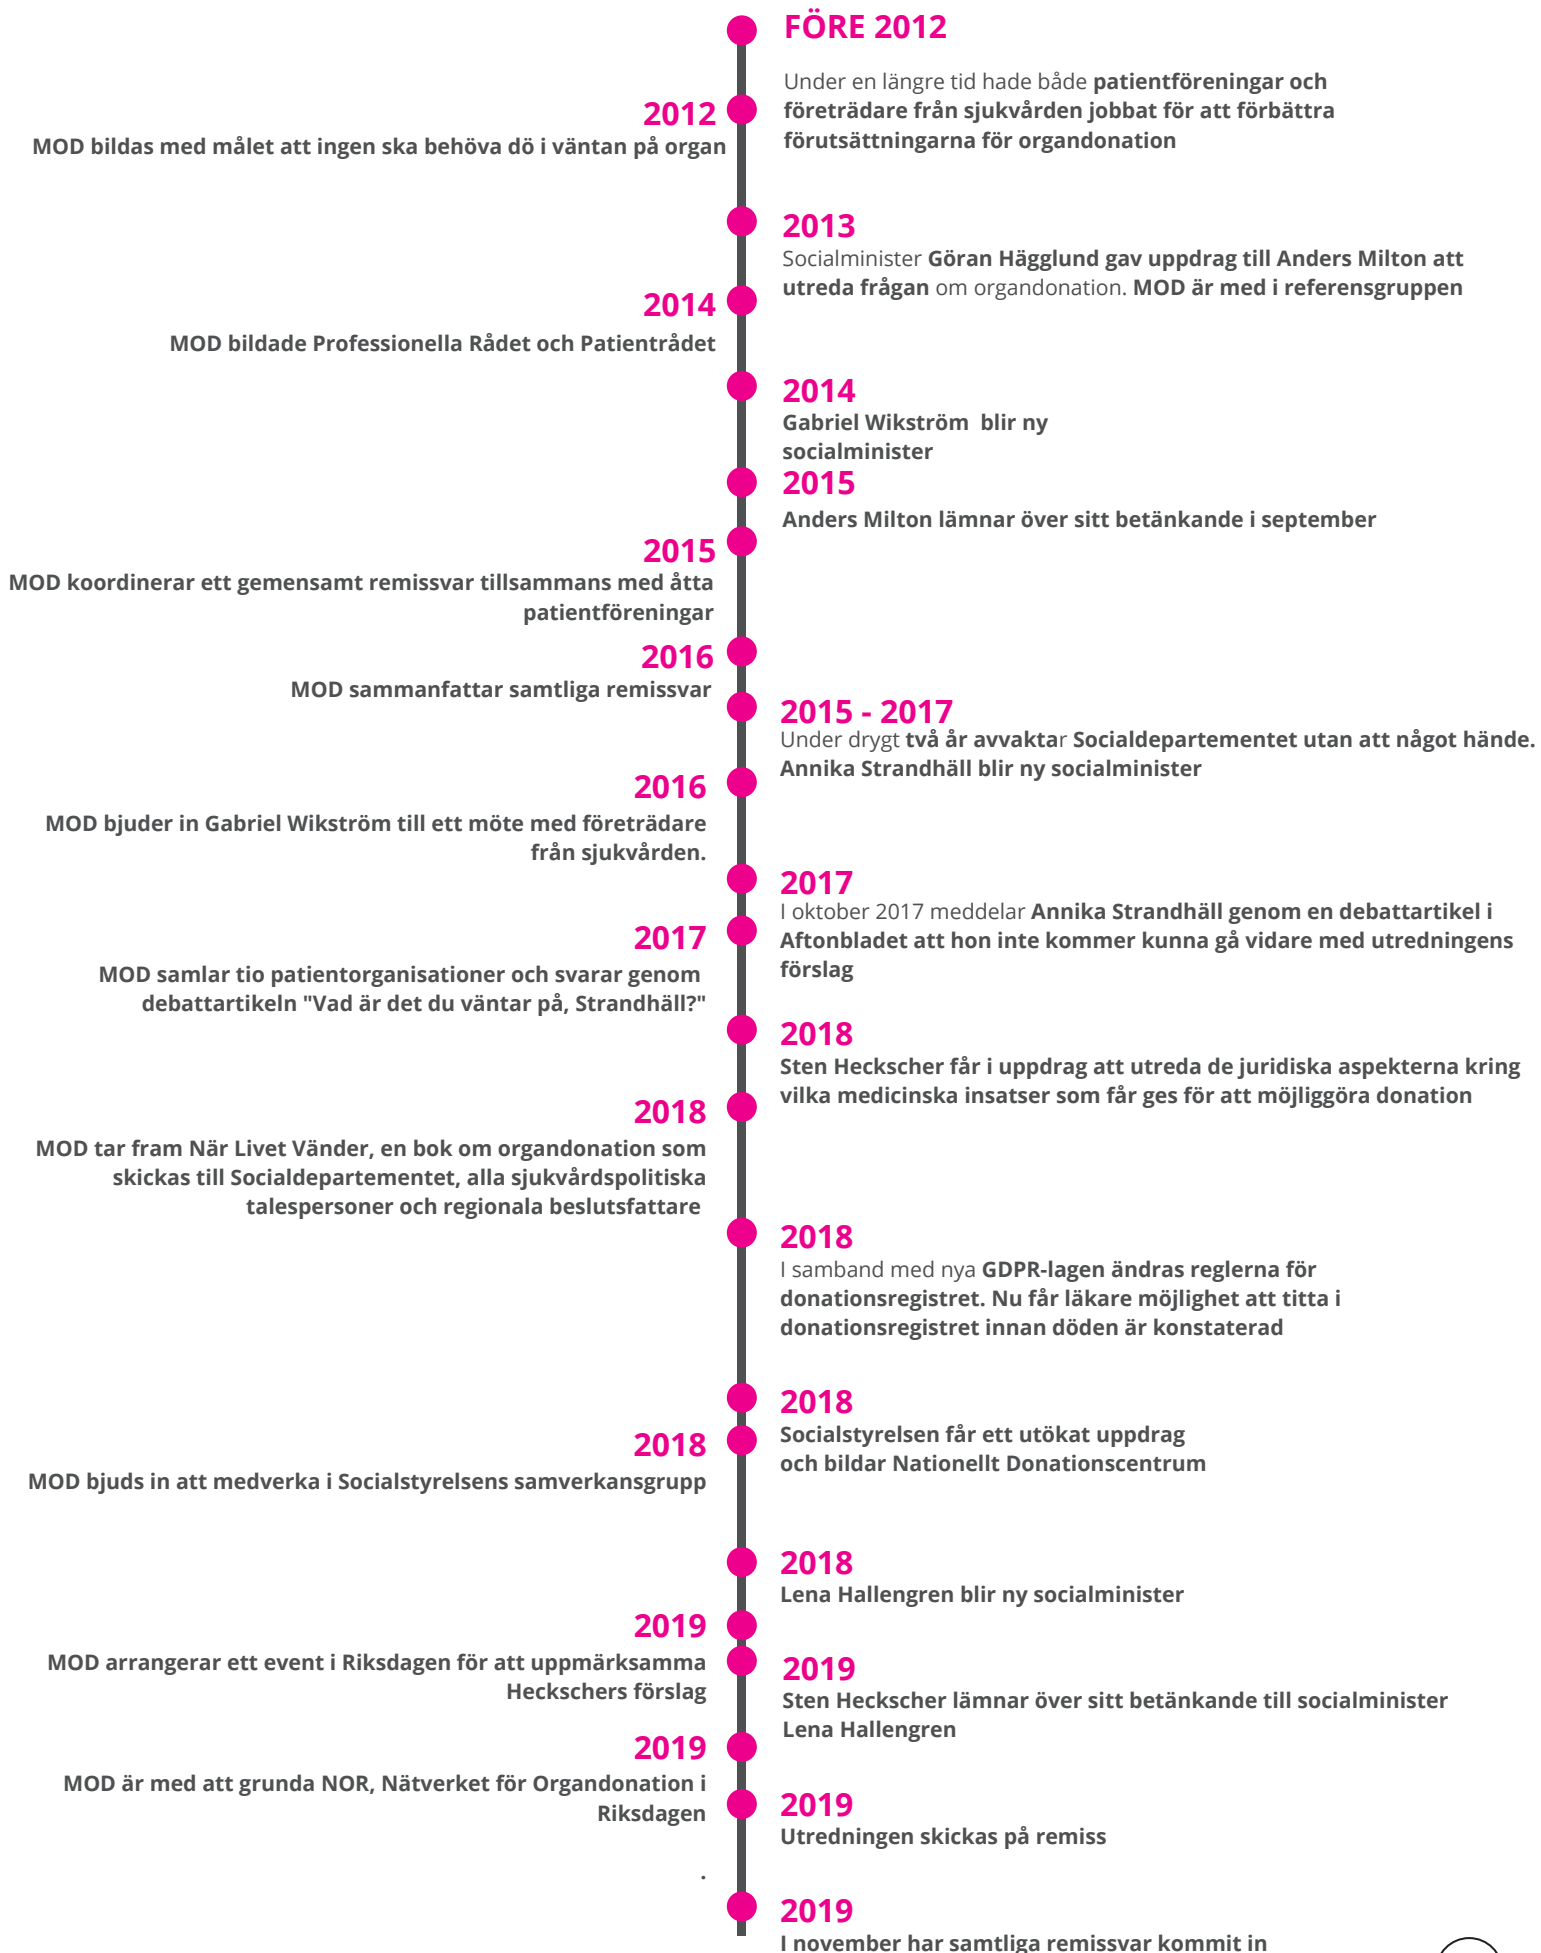 FÖRE 2012
Under en längre tid hade både patientföreningar och
företrädare från sjukvården jobbat för att förbättra
förutsättningarna för organdonation
2012
MOD bildas med målet att ingen ska behöva dö i väntan på organ
2013
Socialminister Göran Hägglund gav uppdrag till Anders Milton att
utreda frågan om organdonation. MOD är med i referensgruppen
2014
MOD bildade Professionella Rådet och Patientrådet
2014
Gabriel Wikström  blir ny
socialminister
2015
Anders Milton lämnar över sitt betänkande i september
2015
MOD koordinerar ett gemensamt remissvar tillsammans med åtta
patientföreningar
2016
MOD sammanfattar samtliga remissvar
2015 - 2017
Under drygt två år avvaktar Socialdepartementet utan att något hände.
Annika Strandhäll blir ny socialminister
2016
MOD bjuder in Gabriel Wikström till ett möte med företrädare
från sjukvården.
2017
I oktober 2017 meddelar Annika Strandhäll genom en debattartikel i
Aftonbladet att hon inte kommer kunna gå vidare med utredningens
förslag
2017
MOD samlar tio patientorganisationer och svarar genom
debattartikeln "Vad är det du väntar på, Strandhäll?"
2018
Sten Heckscher får i uppdrag att utreda de juridiska aspekterna kring
vilka medicinska insatser som får ges för att möjliggöra donation
2018
MOD tar fram När Livet Vänder, en bok om organdonation som
skickas till Socialdepartementet, alla sjukvårdspolitiska
talespersoner och regionala beslutsfattare
2018
I samband med nya GDPR-lagen ändras reglerna för
donationsregistret. Nu får läkare möjlighet att titta i
donationsregistret innan döden är konstaterad
2018
Socialstyrelsen får ett utökat uppdrag
och bildar Nationellt Donationscentrum
2018
MOD bjuds in att medverka i Socialstyrelsens samverkansgrupp
2018
Lena Hallengren blir ny socialminister
2019
MOD arrangerar ett event i Riksdagen för att uppmärksamma
Heckschers förslag
2019
Sten Heckscher lämnar över sitt betänkande till socialminister
Lena Hallengren
2019
MOD är med att grunda NOR, Nätverket för Organdonation i
Riksdagen
.
2019
Utredningen skickas på remiss
2019
I november har samtliga remissvar kommit in